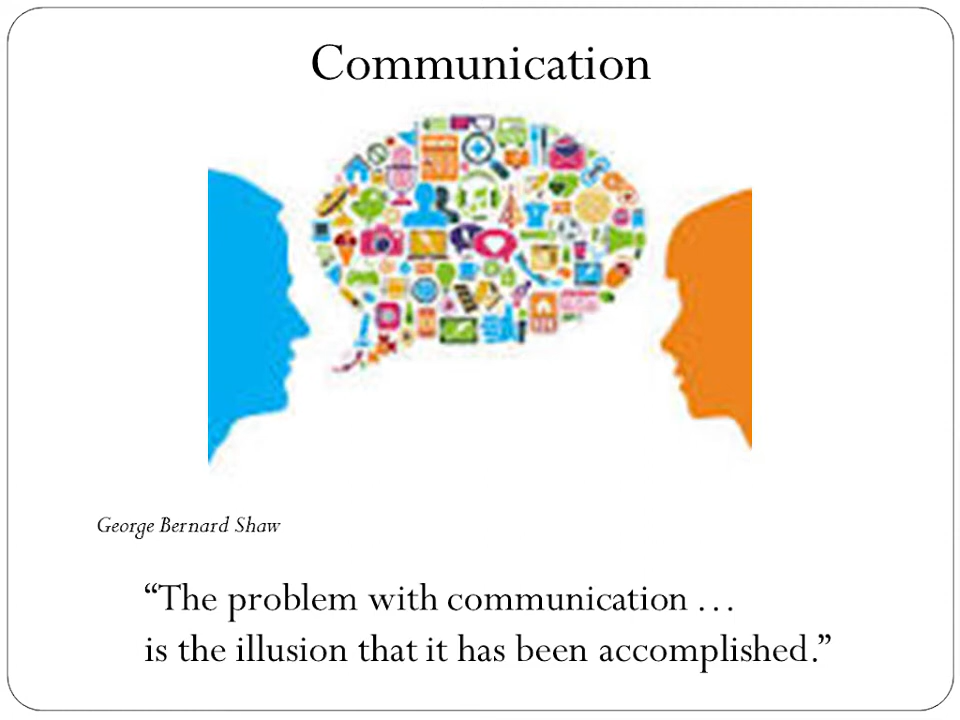 Communication
George Bernard Shaw
“The problem with communication …
is the illusion that it has been accomplished.”